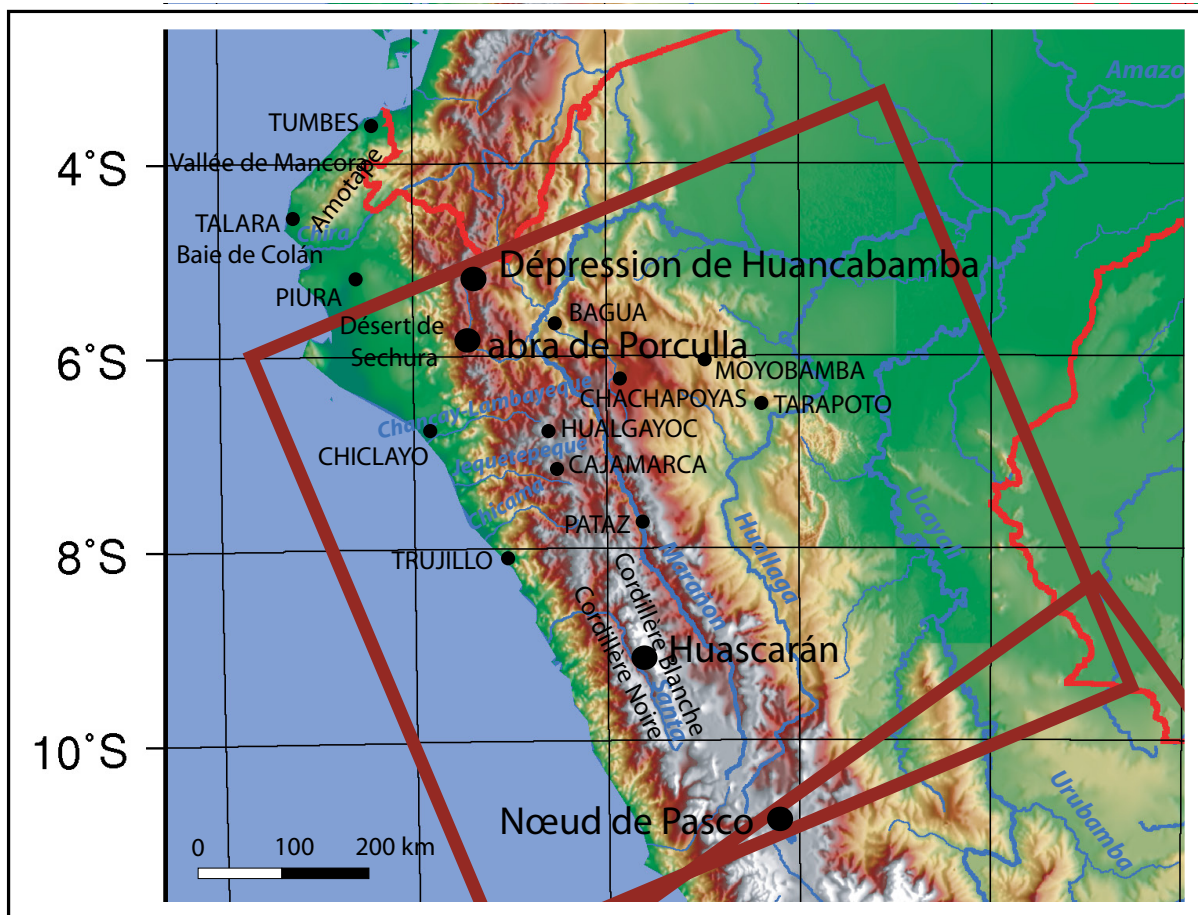 Amazo
TUMBES
4°S
Vallée de Mancora
Amotape
TALARA
Chira
Baie de Colán
Dépression de Huancabamba
PIURA
BAGUA
Désert de
Sechura
abra de Porculla
6°S
MOYOBAMBA
CHACHAPOYAS
TARAPOTO
Chancay-Lambayeque
HUALGAYOC
CHICLAYO
Jequetepeque
CAJAMARCA
Chicama
PATAZ
Ucayali
Huallaga
Marañon
8°S
TRUJILLO
Cordillère Blanche
Cordillère Noire
Huascarán
Santa
10°S
Nœud de Pasco
Urubamba
0 100 200 km